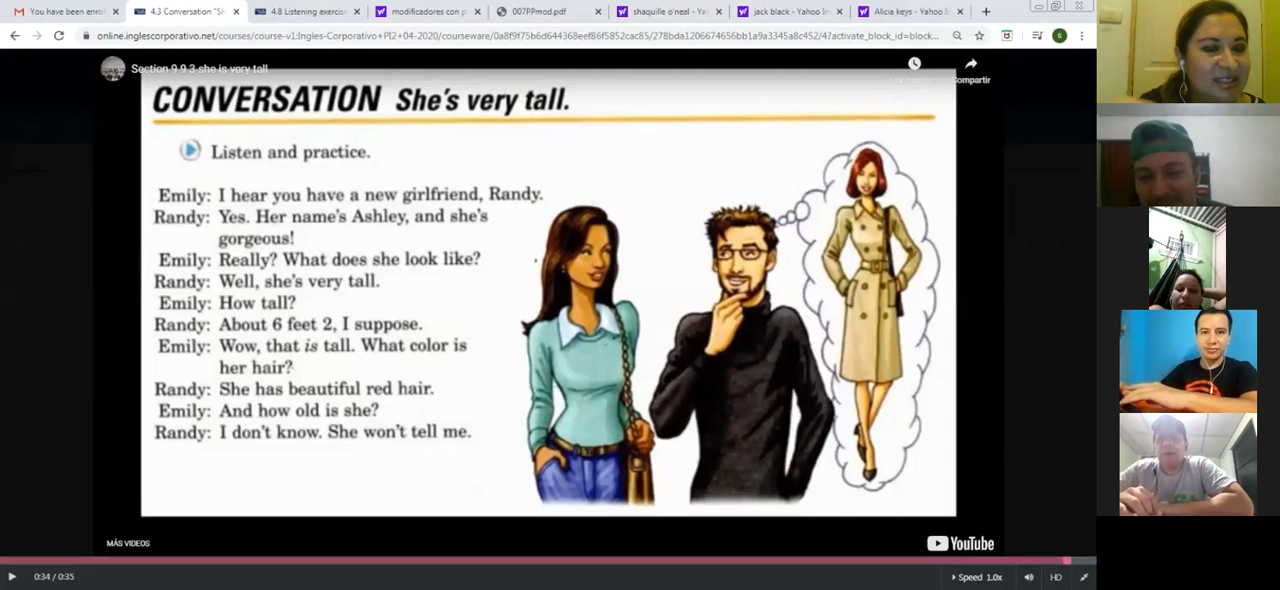 You have been enrol
4.3 Conversation "Sh
4.8 Listening exercise
modificadores con p
007PPmod.pdf
shaquille o'neal - Ya
jack black - Yahoo In
Alicia keys - Yahoo In
online.inglescorporativo.net/courses/course-v1:Ingles-Corporativo+PI2+04-2020/courseware/0a8f9f75b6d644368eef86f5852cac85/278bda1206674656bb1a9a3345a8c452/4?activate_block_id=block...
Section 9 9 3 she is very tall
Compartir
CONVERSATION She's very tall.
Listen and practice.
Emily: I hear you have a new girlfriend, Randy.
Randy: Yes. Her name's Ashley, and she's
gorgeous!
Emily: Really? What does she look like?
Randy: Well, she's very tall.
Emily: How tall?
Randy: About 6 feet 2, I suppose.
Emily: Wow, that is tall. What color is
her hair?
Randy: She has beautiful red hair.
Emily: And how old is she?
Randy: I don't know. She won't tell me.
MÁS VIDEOS
YouTube
0:34 / 0:35
Speed 1.0x
HD